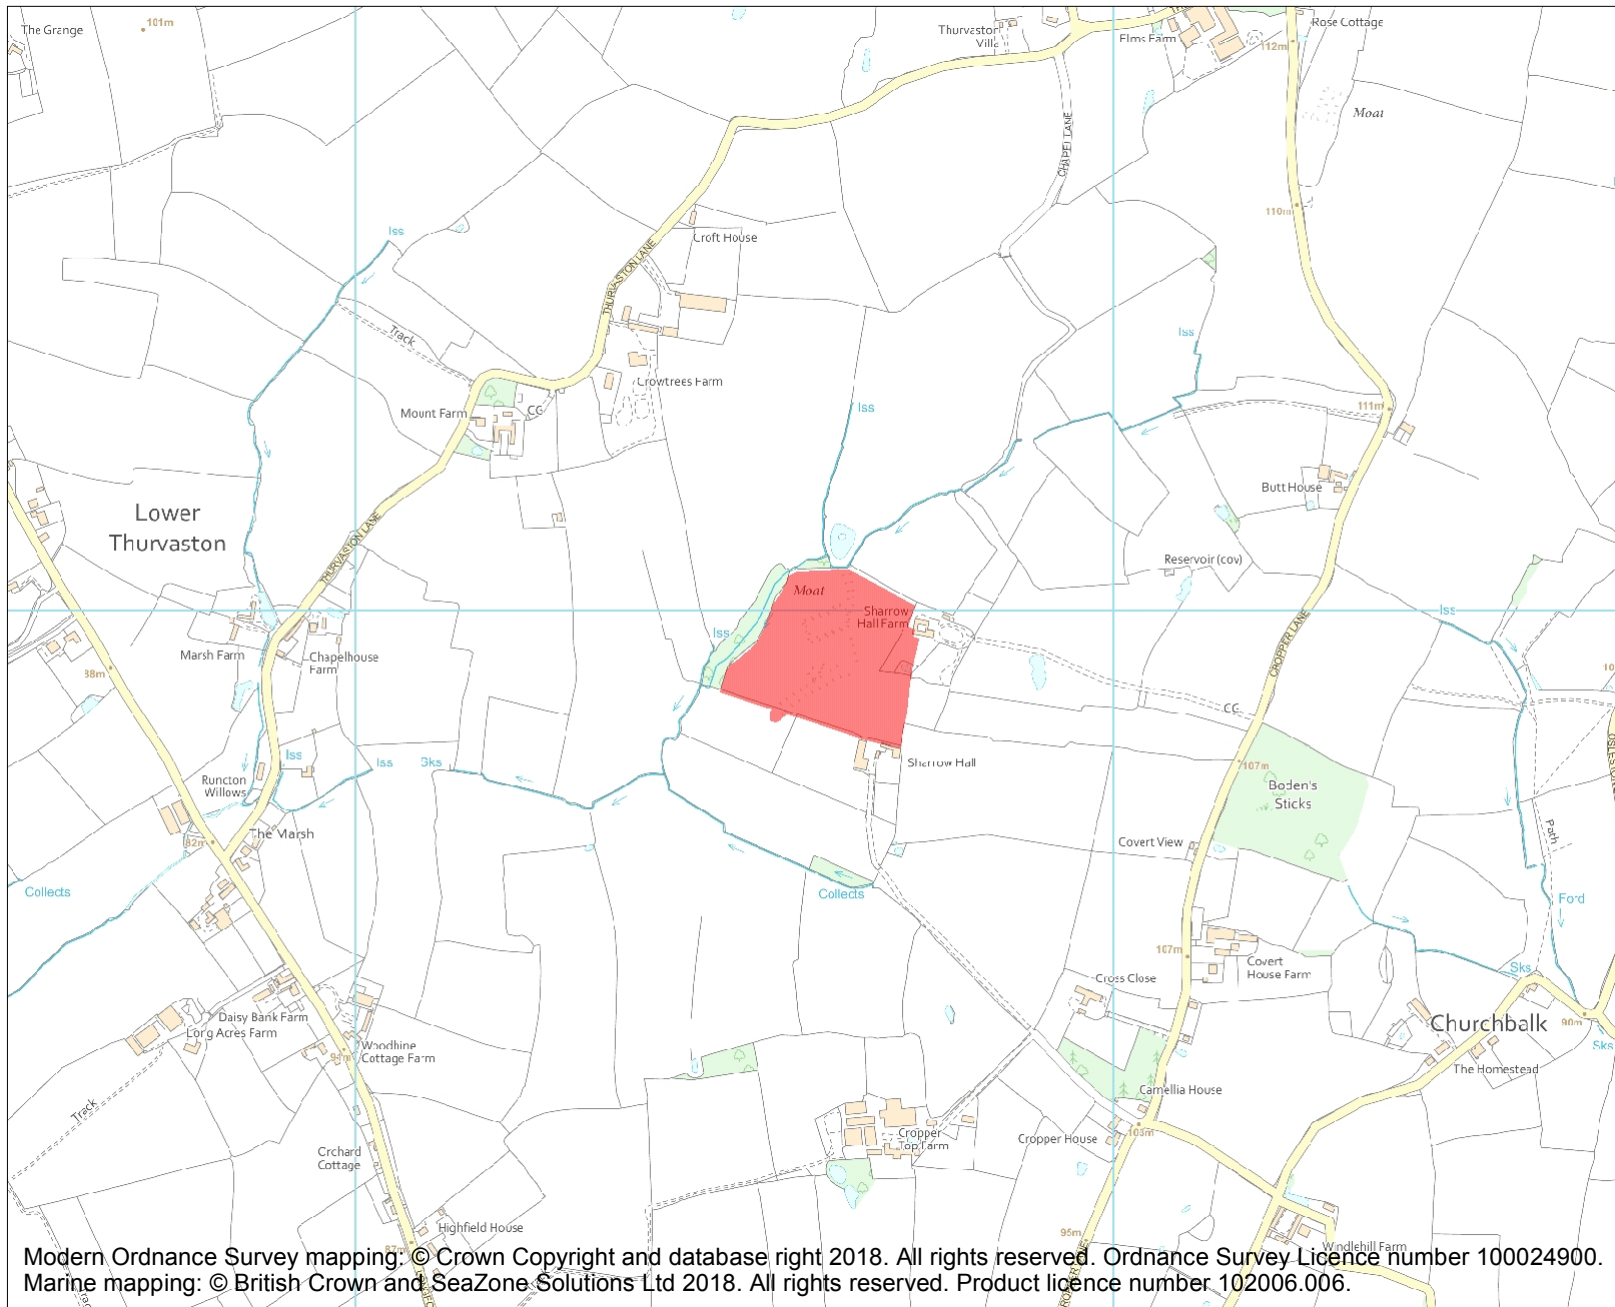 The Grange
101m
Thurvaston
Villa
Elms Farm
Rose Cottage
112m
Moat
CHAPEL LANE
110m
Iss
Croft House
THURVASTON LANE
Iss
Track
Crowtrees Farm
Mount Farm
CG
Iss
111m
Butt House
Lower
Thurvaston
THURVASTON LANE
Reservoir (cov)
Moat
Sharrow
Hall Farm
Iss
Iss
CROPPER LANE
Marsh Farm
Chapelhouse
Farm
88m
CG
Iss
Iss
Sks
Sharrow Hall
107m
Runcton
Willows
Boden's
Sticks
The Marsh
82m
Covert View
Path
Collects
Collects
Ford
107m
Covert
House Farm
Sks
Cross Close
Daisy Bank Farm
Long Acres Farm
Churchbalk
90m
Sks
Woodbine
Cottage Farm
The Homestead
Camellia House
Track
Cropper
Top Farm
Cropper House
103m
Orchard
Cottage
Highfield House
95m
87m
Windlehill Farm
Modern Ordnance Survey mapping: © Crown Copyright and database right 2018. All rights reserved. Ordnance Survey Licence number 100024900.
Marine mapping: © British Crown and SeaZone Solutions Ltd 2018. All rights reserved. Product licence number 102006.006.